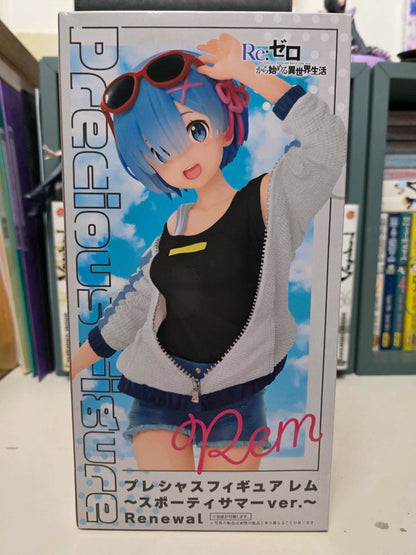 Precious Figure
Re:ゼロ
から始める異世界生活
Rem
プレシャスフィギュア レム
～スポーティサマーver.～
Renewal